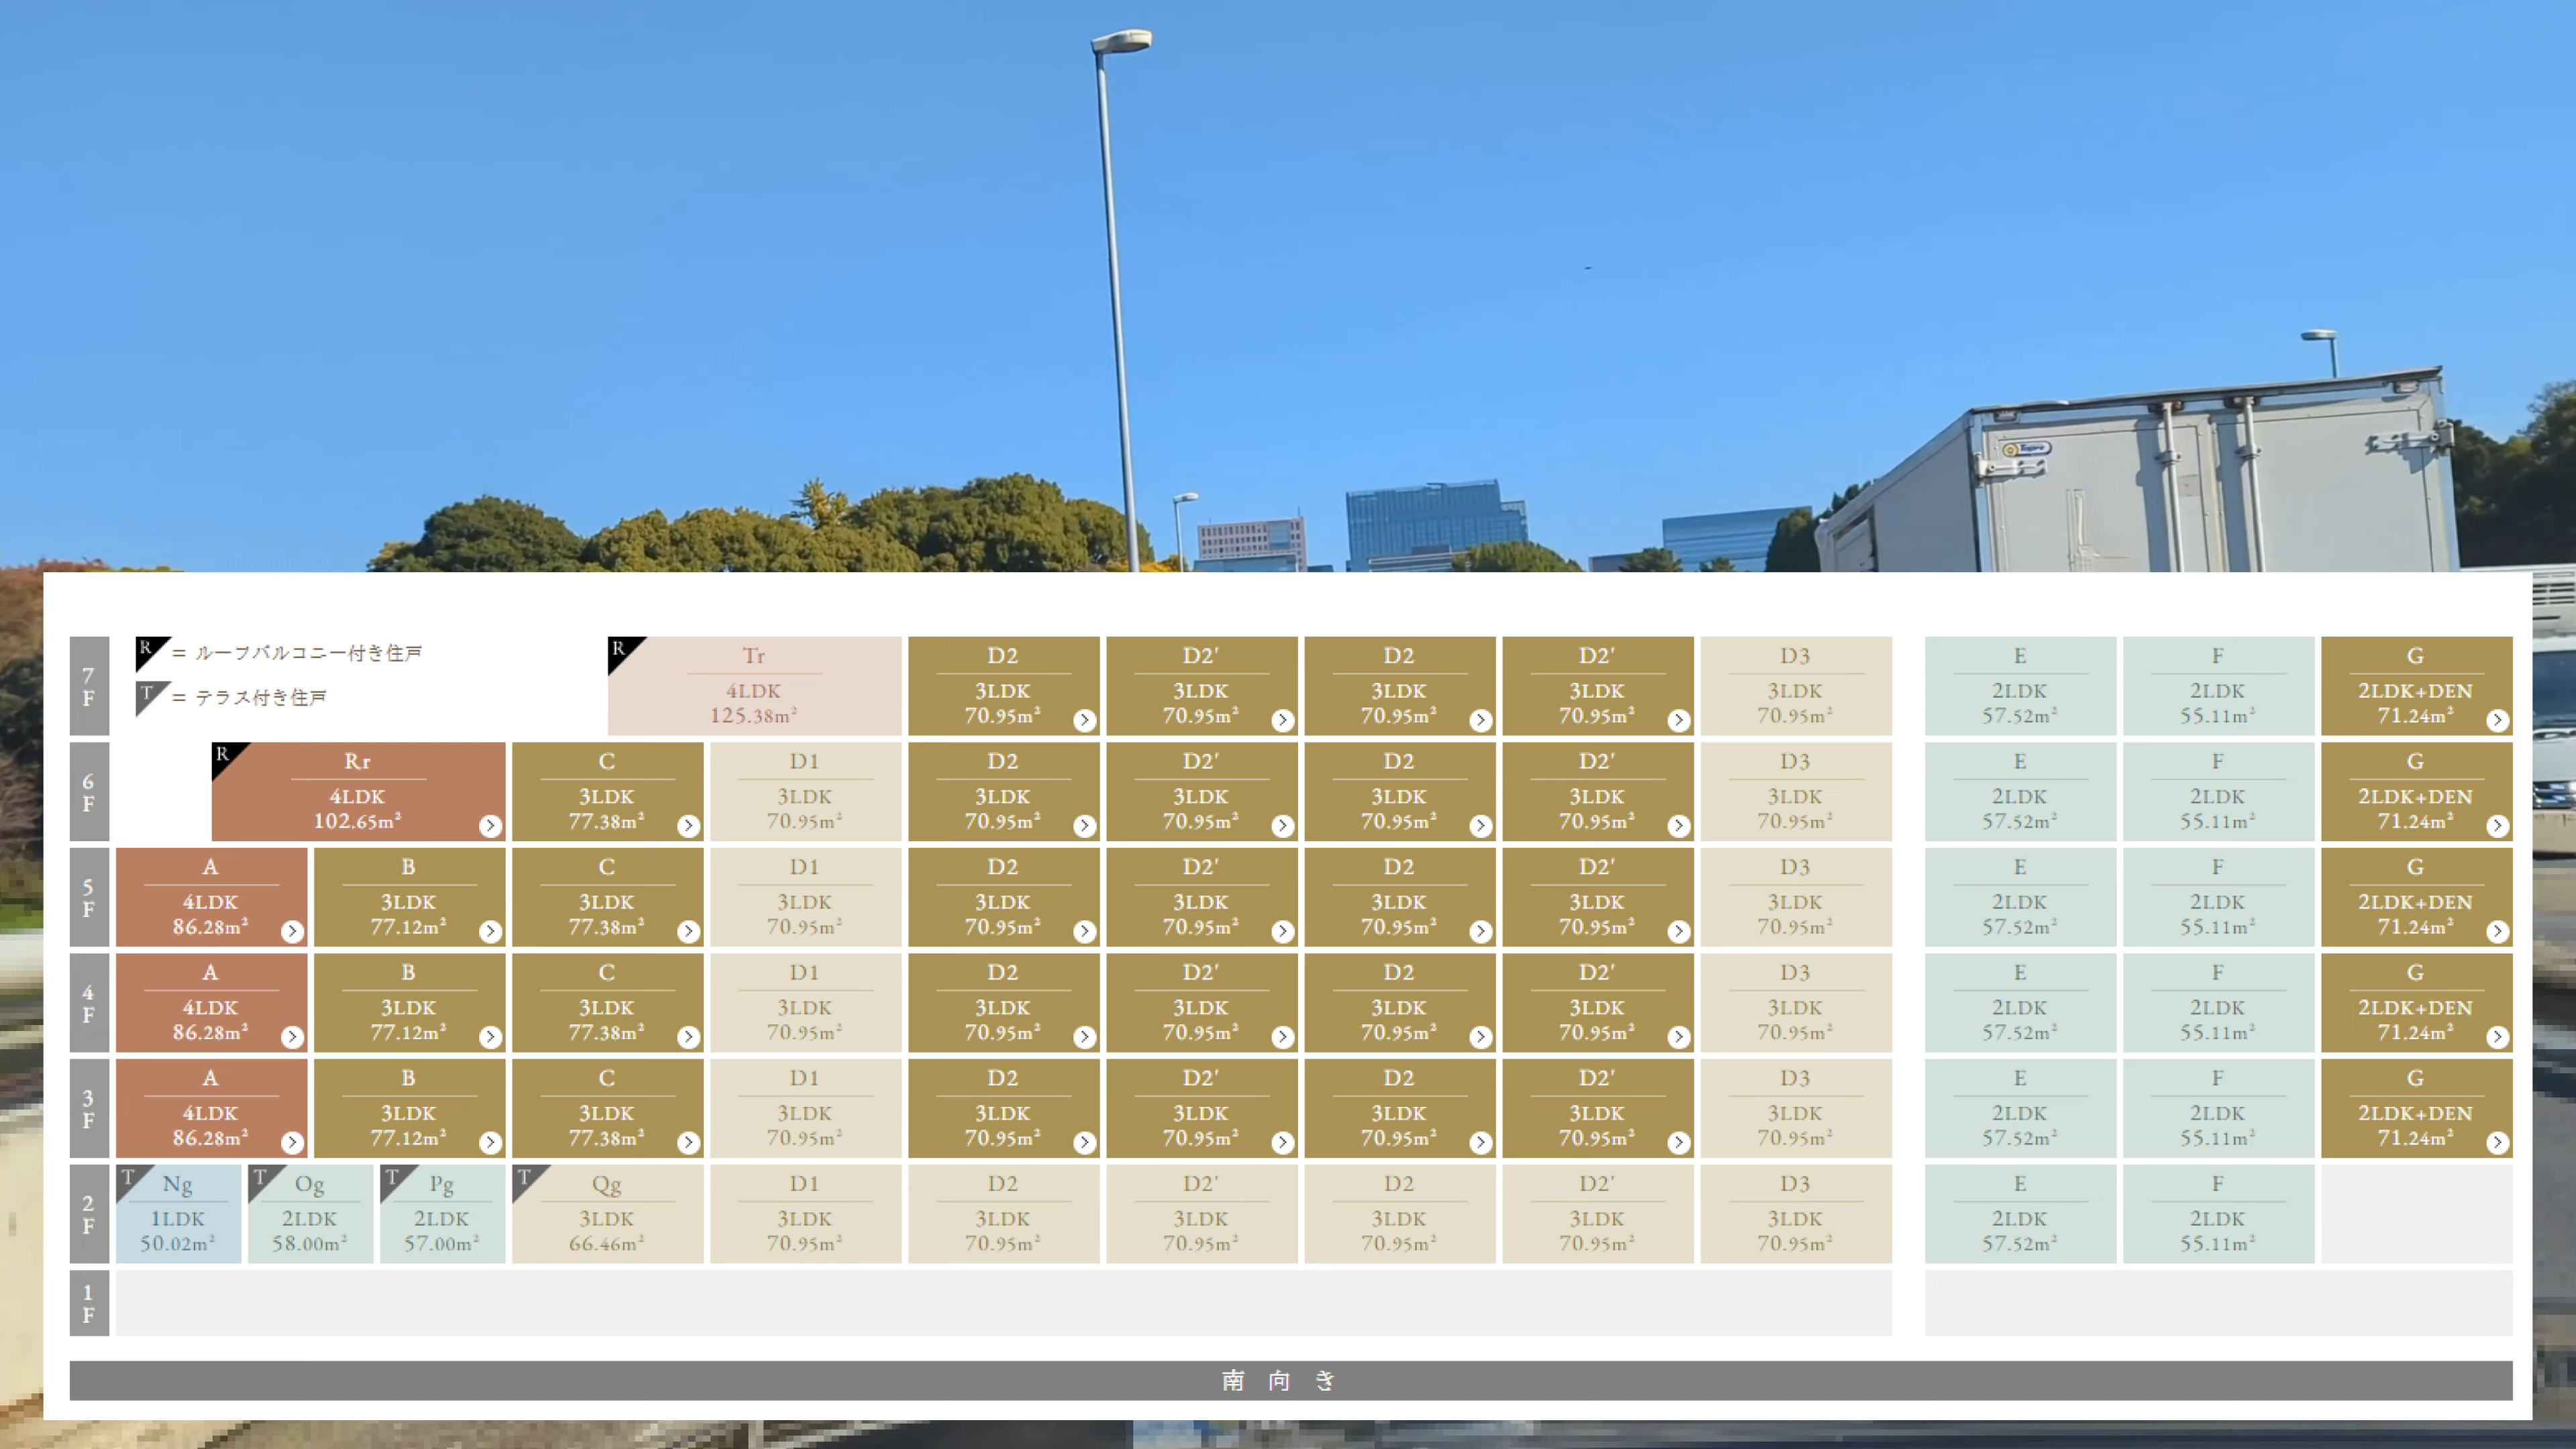 7F
R = ルーフバルコニー付き住戸
T = テラス付き住戸
R Tr 4LDK 125.38m²
D2 3LDK 70.95m²
D2' 3LDK 70.95m²
D2 3LDK 70.95m²
D2' 3LDK 70.95m²
D3 3LDK 70.95m²
E 2LDK 57.52m²
F 2LDK 55.11m²
G 2LDK+DEN 71.24m²
6F
R Rr 4LDK 102.65m²
C 3LDK 77.38m²
D1 3LDK 70.95m²
D2 3LDK 70.95m²
D2' 3LDK 70.95m²
D2 3LDK 70.95m²
D2' 3LDK 70.95m²
D3 3LDK 70.95m²
E 2LDK 57.52m²
F 2LDK 55.11m²
G 2LDK+DEN 71.24m²
5F
A 4LDK 86.28m²
B 3LDK 77.12m²
C 3LDK 77.38m²
D1 3LDK 70.95m²
D2 3LDK 70.95m²
D2' 3LDK 70.95m²
D2 3LDK 70.95m²
D2' 3LDK 70.95m²
D3 3LDK 70.95m²
E 2LDK 57.52m²
F 2LDK 55.11m²
G 2LDK+DEN 71.24m²
4F
A 4LDK 86.28m²
B 3LDK 77.12m²
C 3LDK 77.38m²
D1 3LDK 70.95m²
D2 3LDK 70.95m²
D2' 3LDK 70.95m²
D2 3LDK 70.95m²
D2' 3LDK 70.95m²
D3 3LDK 70.95m²
E 2LDK 57.52m²
F 2LDK 55.11m²
G 2LDK+DEN 71.24m²
3F
A 4LDK 86.28m²
B 3LDK 77.12m²
C 3LDK 77.38m²
D1 3LDK 70.95m²
D2 3LDK 70.95m²
D2' 3LDK 70.95m²
D2 3LDK 70.95m²
D2' 3LDK 70.95m²
D3 3LDK 70.95m²
E 2LDK 57.52m²
F 2LDK 55.11m²
G 2LDK+DEN 71.24m²
2F
T Ng 1LDK 50.02m²
T Og 2LDK 58.00m²
T Pg 2LDK 57.00m²
T Qg 3LDK 66.46m²
D1 3LDK 70.95m²
D2 3LDK 70.95m²
D2' 3LDK 70.95m²
D2 3LDK 70.95m²
D2' 3LDK 70.95m²
D3 3LDK 70.95m²
E 2LDK 57.52m²
F 2LDK 55.11m²
1F
南向き